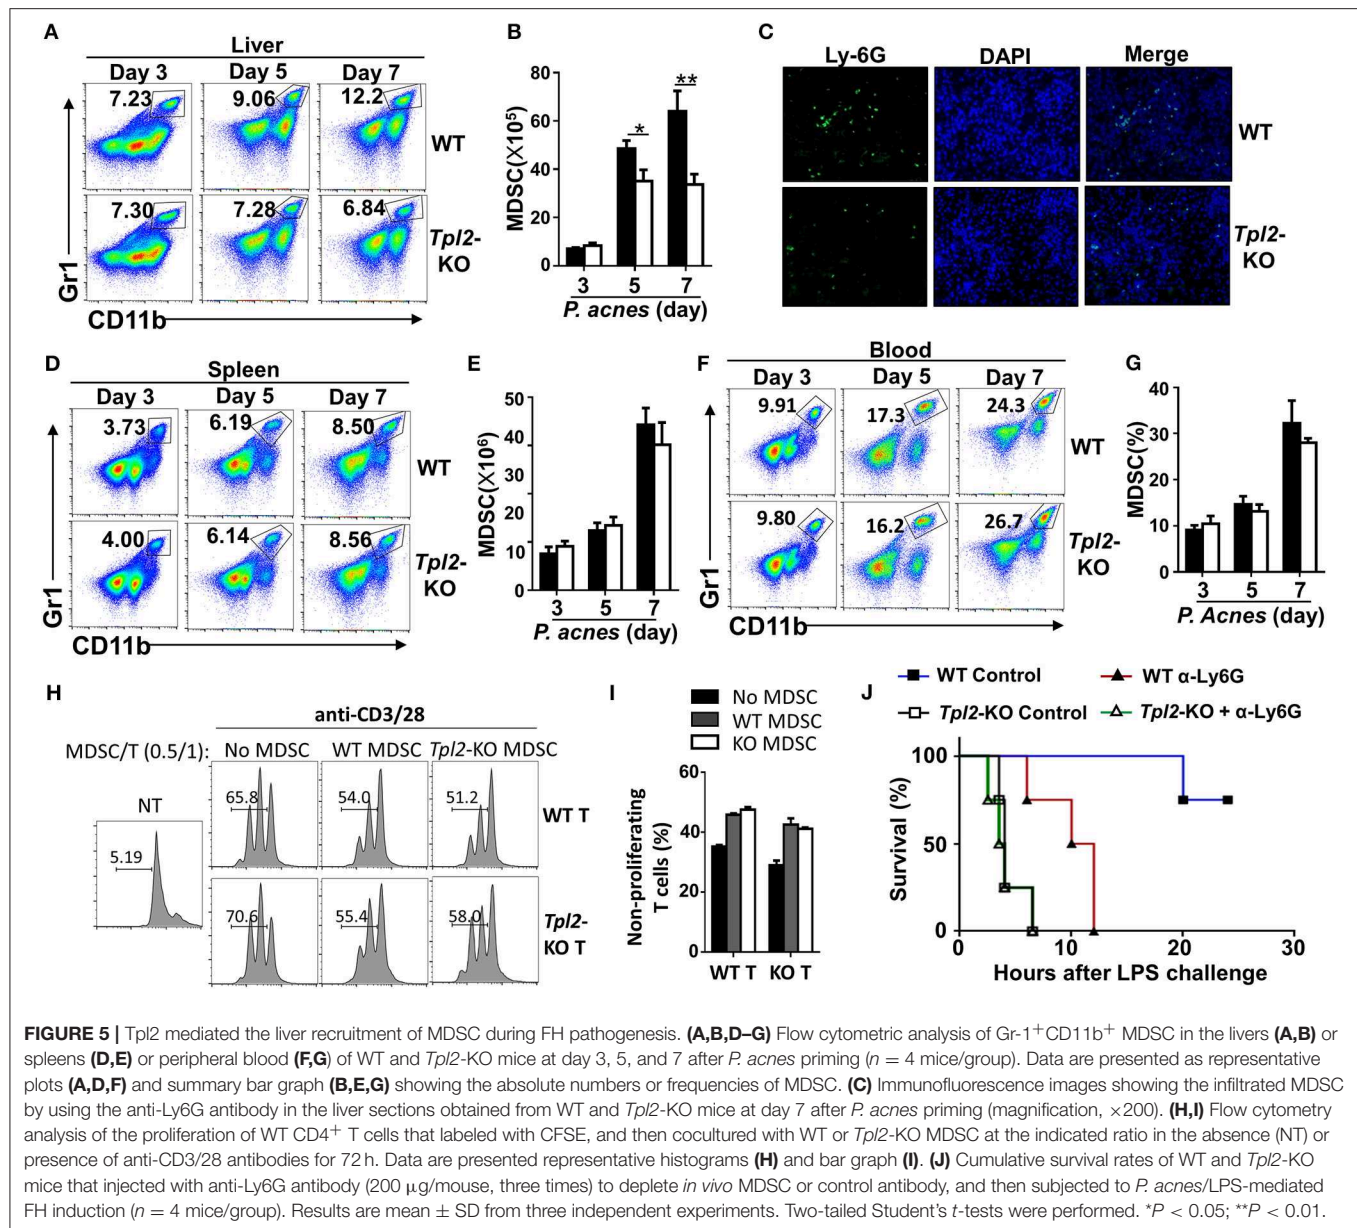 A
Liver
Day 3 Day 5 Day 7
7.23 9.06 12.2
WT
7.30 7.28 6.84
Tpl2-
KO
Gr1
CD11b
B
MDSC(X10⁵)
80
60
40
20
0
* **
3 5 7
P. acnes (day)
C
Ly-6G DAPI Merge
WT
Tpl2-
KO
D
Spleen
Day 3 Day 5 Day 7
3.73 6.19 8.50
WT
4.00 6.14 8.56
Tpl2-
KO
Gr1
CD11b
E
MDSC(X10⁶)
50
40
30
20
10
0
3 5 7
P. acnes (day)
F
Blood
Day 3 Day 5 Day 7
9.91 17.3 24.3
WT
9.80 16.2 26.7
Tpl2-
KO
Gr1
CD11b
G
MDSC(%)
40
30
20
10
0
3 5 7
P. Acnes (day)
H
anti-CD3/28
MDSC/T (0.5/1): No MDSC WT MDSC Tpl2-KO MDSC
NT
5.19
65.8 54.0 51.2
WT T
70.6 55.4 58.0
Tpl2-
KO T
I
No MDSC
WT MDSC
KO MDSC
Non-proliferating
T cells (%)
60
40
20
0
WT T KO T
J
WT Control WT α-Ly6G
Tpl2-KO Control Tpl2-KO + α-Ly6G
Survival (%)
100
50
0
0 10 20 30
Hours after LPS challenge
FIGURE 5 | Tpl2 mediated the liver recruitment of MDSC during FH pathogenesis. (A,B,D–G) Flow cytometric analysis of Gr-1⁺CD11b⁺ MDSC in the livers (A,B) or
spleens (D,E) or peripheral blood (F,G) of WT and Tpl2-KO mice at day 3, 5, and 7 after P. acnes priming (n = 4 mice/group). Data are presented as representative
plots (A,D,F) and summary bar graph (B,E,G) showing the absolute numbers or frequencies of MDSC. (C) Immunofluorescence images showing the infiltrated MDSC
by using the anti-Ly6G antibody in the liver sections obtained from WT and Tpl2-KO mice at day 7 after P. acnes priming (magnification, ×200). (H,I) Flow cytometry
analysis of the proliferation of WT CD4⁺ T cells that labeled with CFSE, and then cocultured with WT or Tpl2-KO MDSC at the indicated ratio in the absence (NT) or
presence of anti-CD3/28 antibodies for 72 h. Data are presented representative histograms (H) and bar graph (I). (J) Cumulative survival rates of WT and Tpl2-KO
mice that injected with anti-Ly6G antibody (200 μg/mouse, three times) to deplete in vivo MDSC or control antibody, and then subjected to P. acnes/LPS-mediated
FH induction (n = 4 mice/group). Results are mean ± SD from three independent experiments. Two-tailed Student's t-tests were performed. *P < 0.05; **P < 0.01.